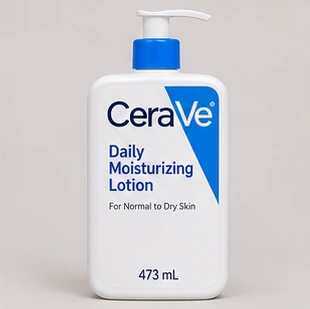 CeraVe®
Daily
Moisturizing
Lotion
For Normal to Dry Skin
473 mL